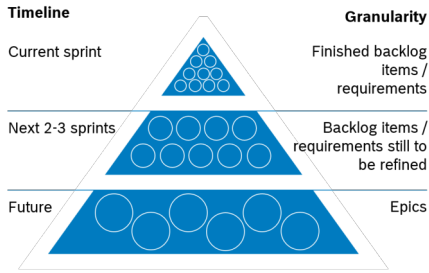 Timeline
Granularity
Current sprint
Finished backlog
items /
requirements
Next 2-3 sprints
Backlog items /
requirements still to
be refined
Future
Epics